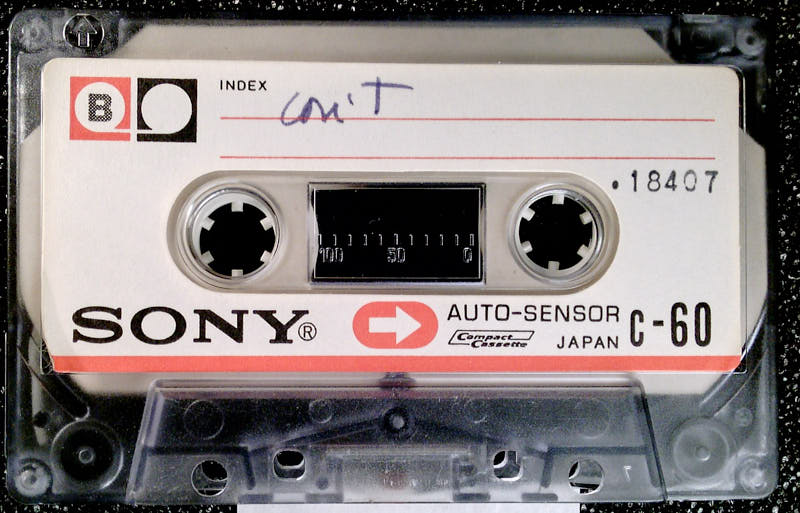 B
INDEX
con'T
·18407
100 50 0
SONY®
AUTO-SENSOR
Compact Cassette
JAPAN
C-60